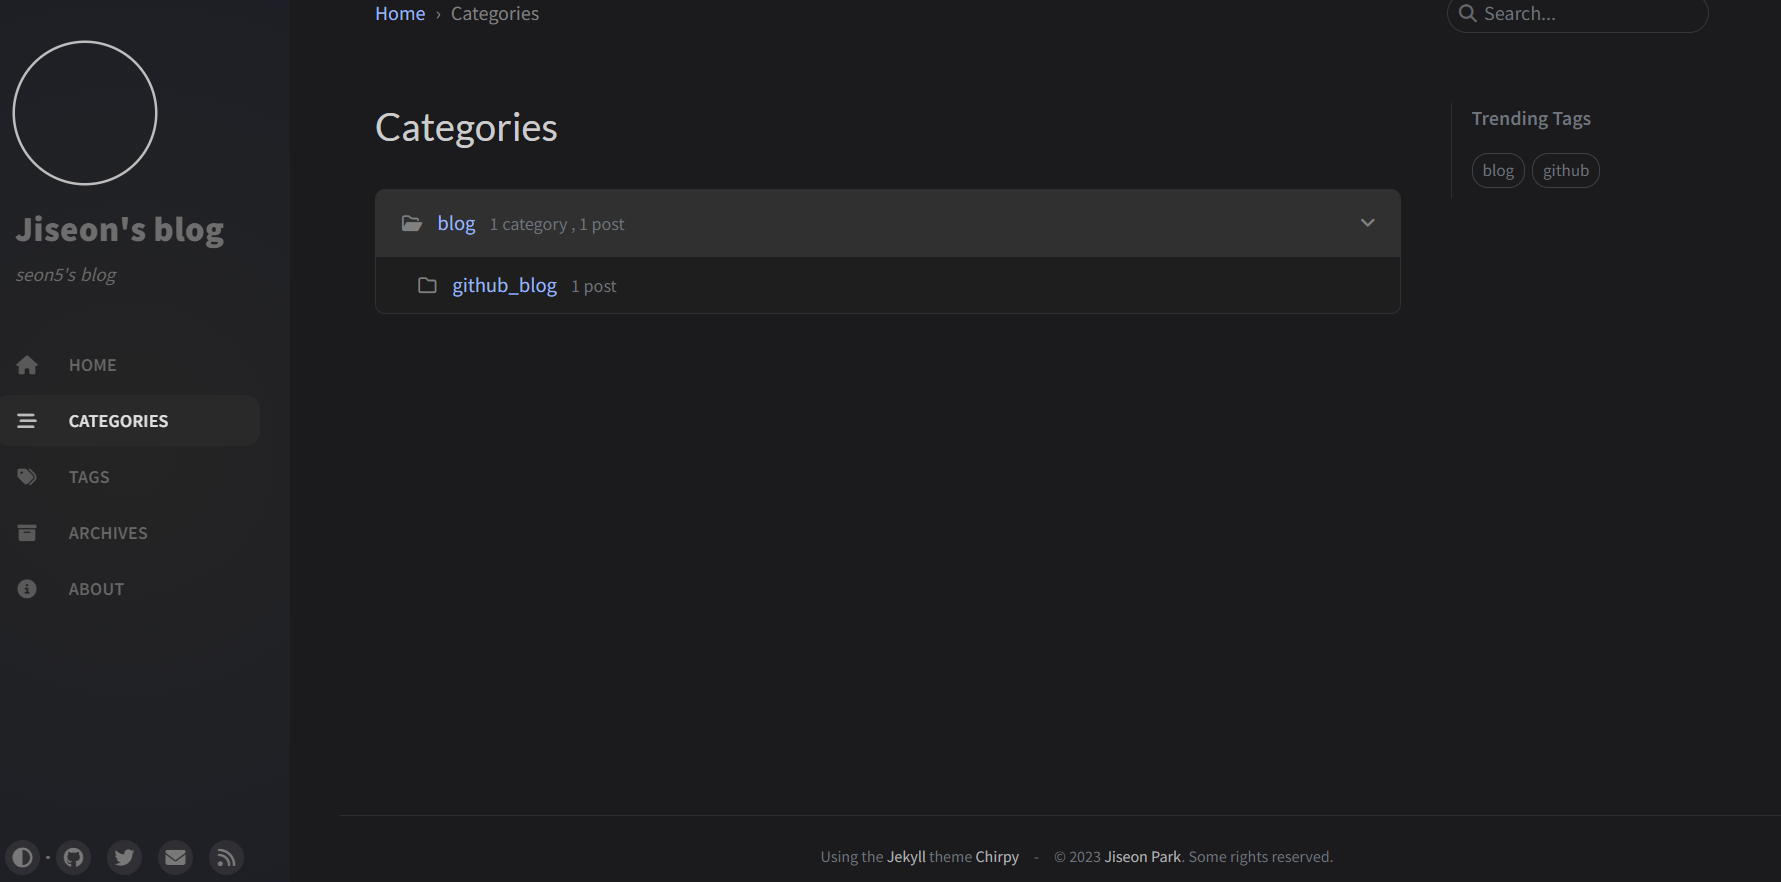 Home › Categories
Search...
Jiseon's blog
seon5's blog
HOME
CATEGORIES
TAGS
ARCHIVES
ABOUT
Categories
blog 1 category , 1 post
github_blog 1 post
Trending Tags
blog github
Using the Jekyll theme Chirpy - © 2023 Jiseon Park. Some rights reserved.